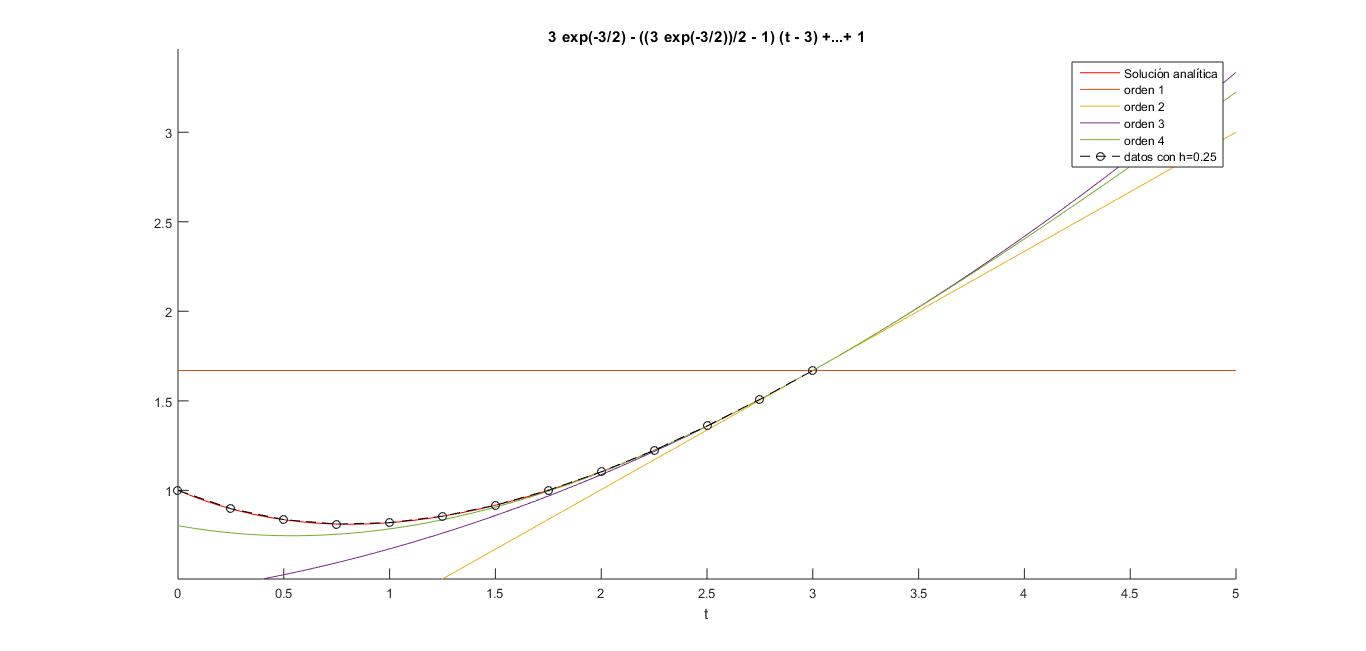 3 exp(-3/2) - ((3 exp(-3/2))/2 - 1) (t - 3) +...+ 1
Solución analítica
orden 1
orden 2
orden 3
orden 4
datos con h=0.25
3
2.5
2
1.5
1
0 0.5 1 1.5 2 2.5 3 3.5 4 4.5 5
t